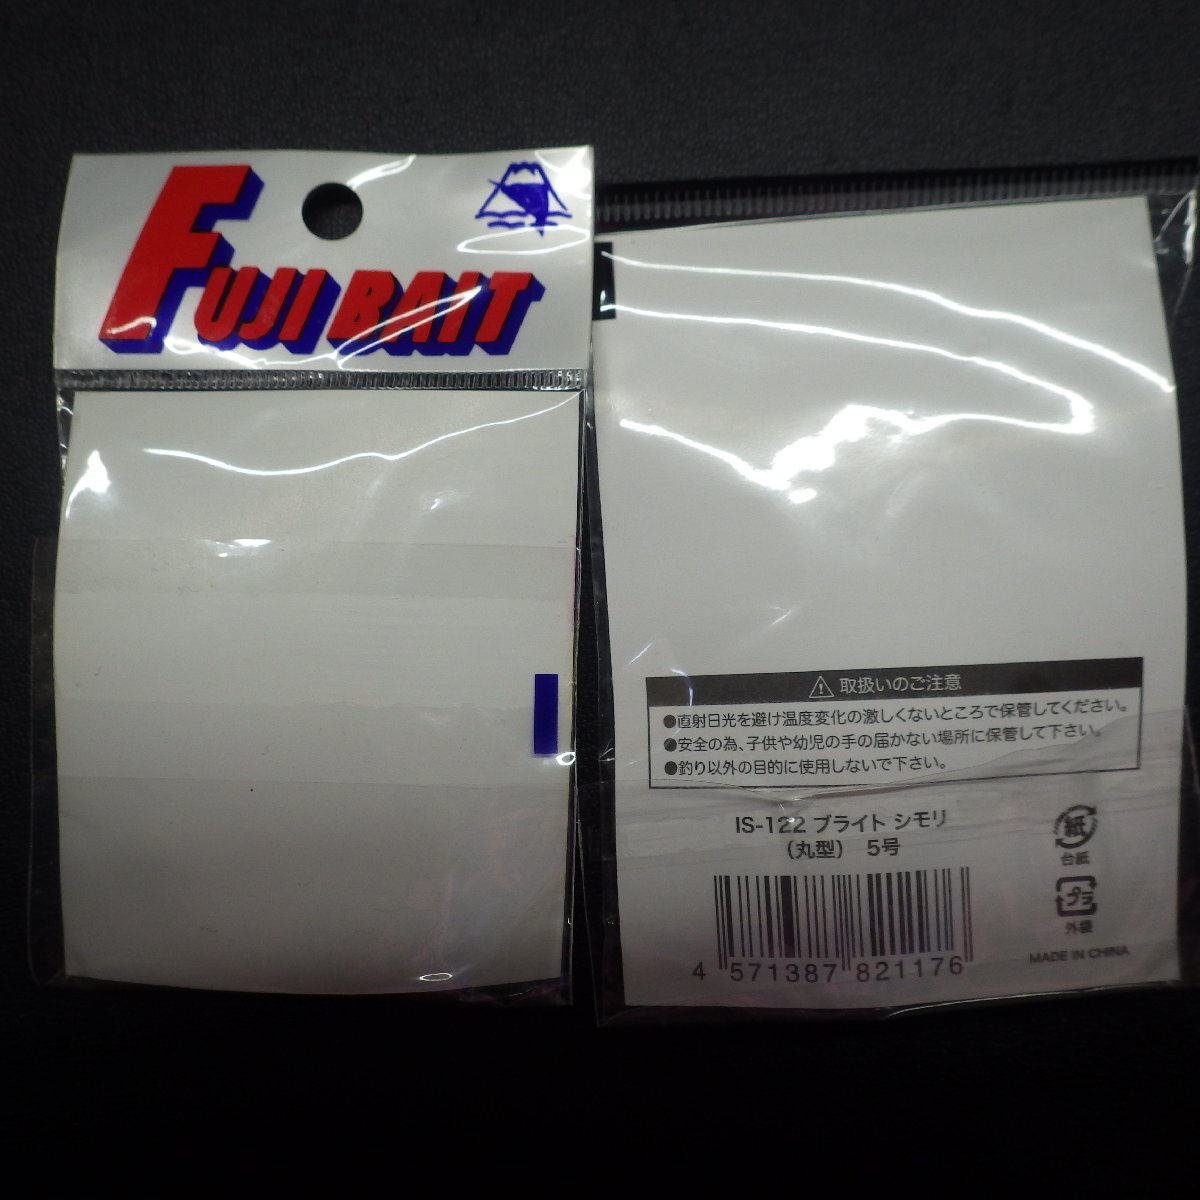 FUJI BAIT
⚠ 取扱いのご注意
●直射日光を避け温度変化の激しくないところで保管してください。
●安全の為、子供や幼児の手の届かない場所に保管して下さい。
●釣り以外の目的に使用しないで下さい。
IS-122 ブライト シモリ
(丸型) 5号
紙
台紙
プラ
外袋
4 571387 821176
MADE IN CHINA